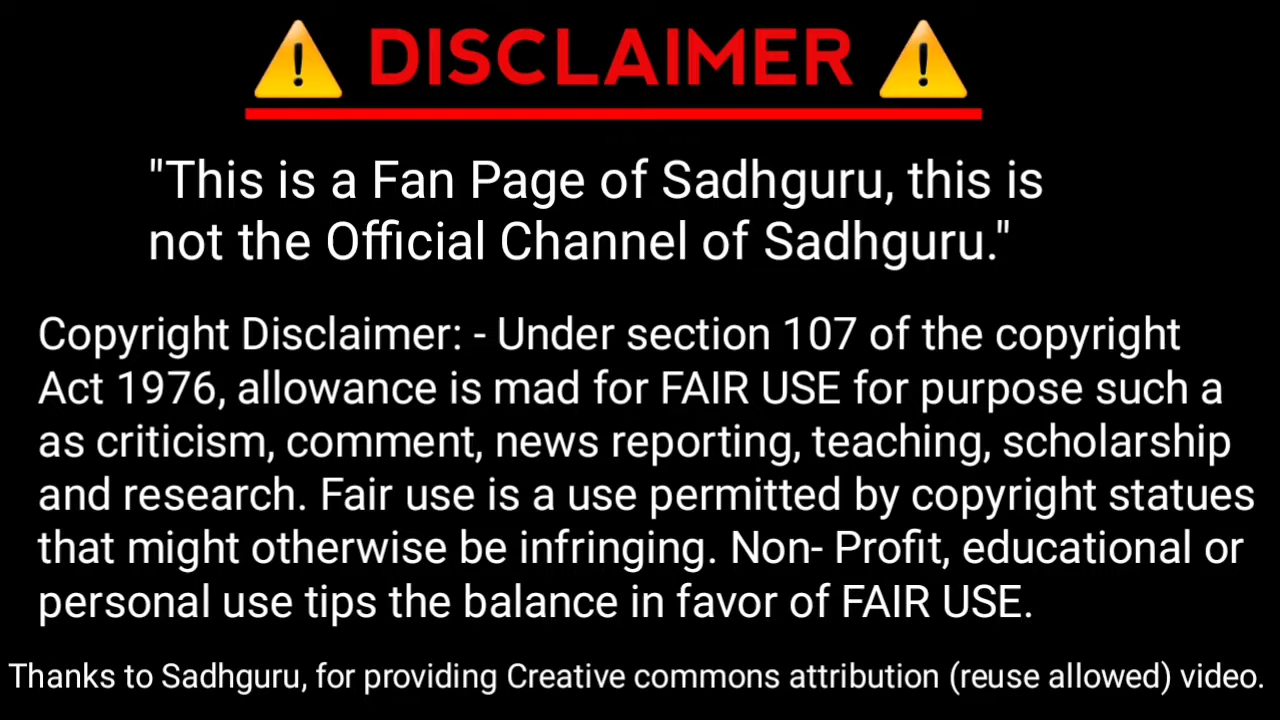 ⚠️ DISCLAIMER ⚠️
"This is a Fan Page of Sadhguru, this is
not the Official Channel of Sadhguru."
Copyright Disclaimer: - Under section 107 of the copyright
Act 1976, allowance is mad for FAIR USE for purpose such a
as criticism, comment, news reporting, teaching, scholarship
and research. Fair use is a use permitted by copyright statues
that might otherwise be infringing. Non- Profit, educational or
personal use tips the balance in favor of FAIR USE.
Thanks to Sadhguru, for providing Creative commons attribution (reuse allowed) video.